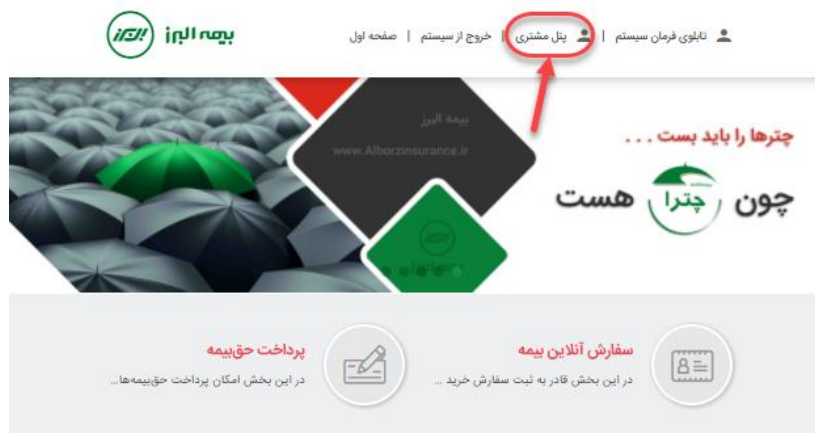 تابلوی فرمان سیستم | پنل مشتری | خروج از سیستم | صفحه اول
بیمه البرز
چترها را باید بست . . .
چون چترا هست
بیمه البرز
www.Alborzinsurance.ir
سفارش آنلاین بیمه
در این بخش قادر به ثبت سفارش خرید ...
پرداخت حق‌بیمه
در این بخش امکان پرداخت حق‌بیمه‌ها...